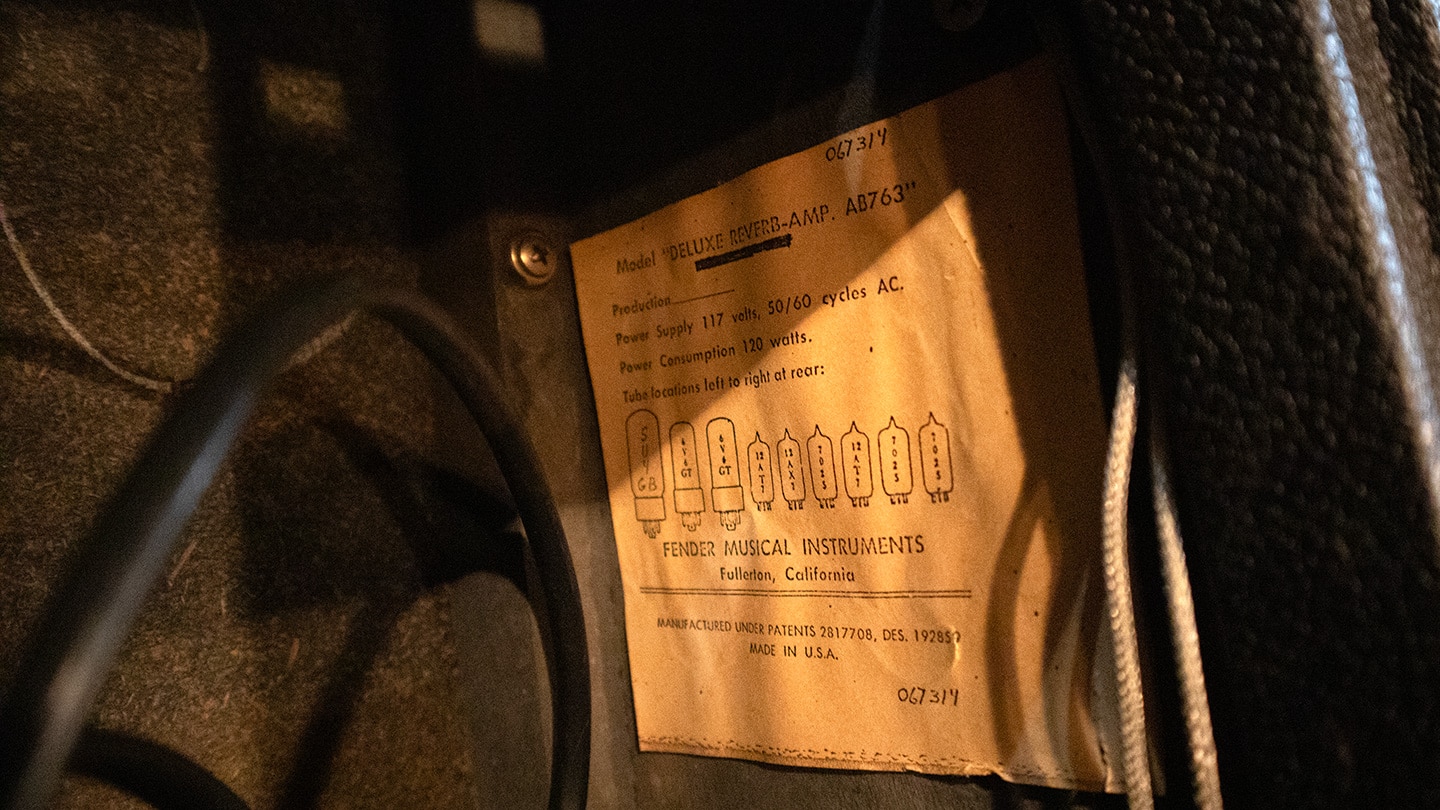 067314
Model "DELUXE REVERB-AMP. AB763"
Production
Power Supply 117 volts, 50/60 cycles AC.
Power Consumption 120 watts.
Tube locations left to right at rear:
5U4GB 6V6GT 6V6GT 12AT7 12AX7 7025 12AT7 7025 7025
FENDER MUSICAL INSTRUMENTS
Fullerton, California
MANUFACTURED UNDER PATENTS 2817708, DES. 192859
MADE IN U.S.A.
067314